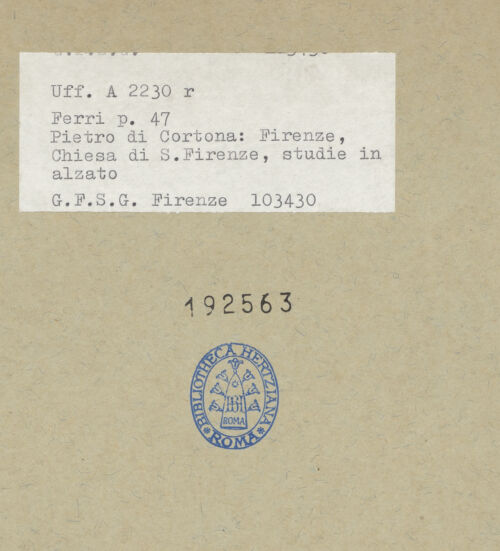 Uff. A 2230 r
Ferri p. 47
Pietro di Cortona: Firenze,
Chiesa di S.Firenze, studie in
alzato
G.F.S.G. Firenze 103430
192563
BIBLIOTHECA HERTZIANA
ROMA
* ROMA *